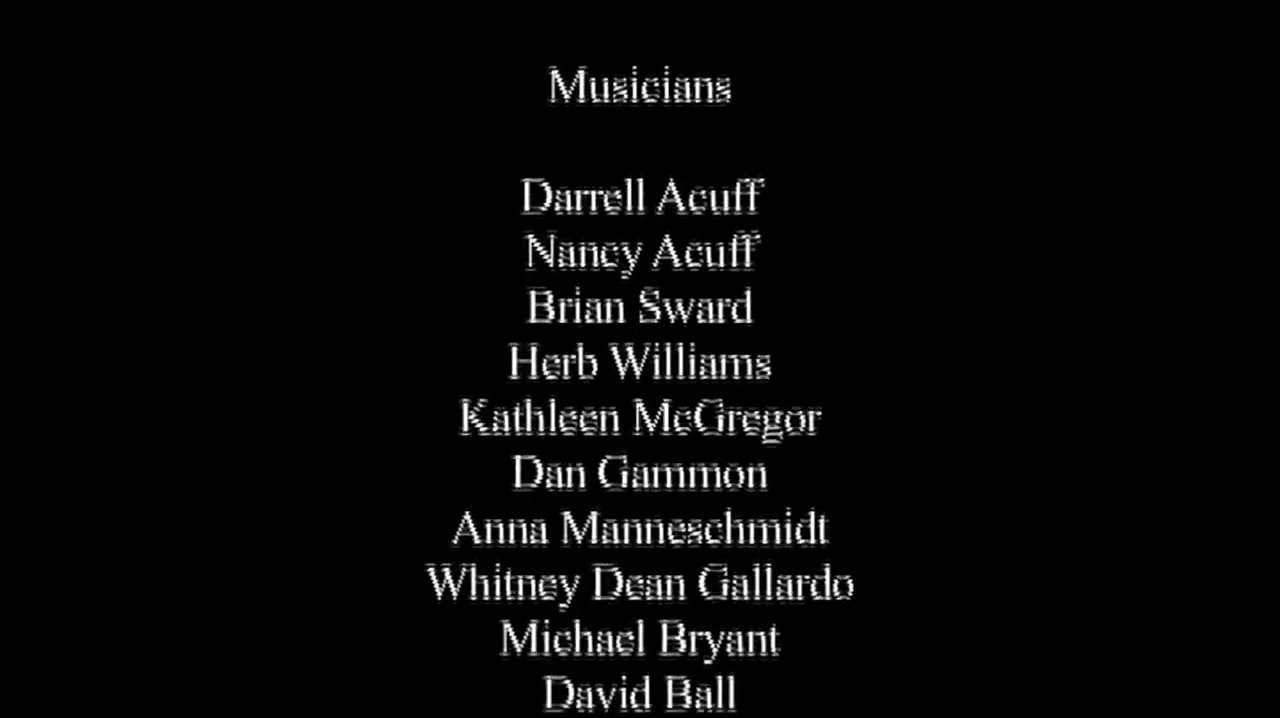 Musicians
Darrell Acuff
Nancy Acuff
Brian Sward
Herb Williams
Kathleen McGregor
Dan Gammon
Anna Manneschmidt
Whitney Dean Gallardo
Michael Bryant
David Ball